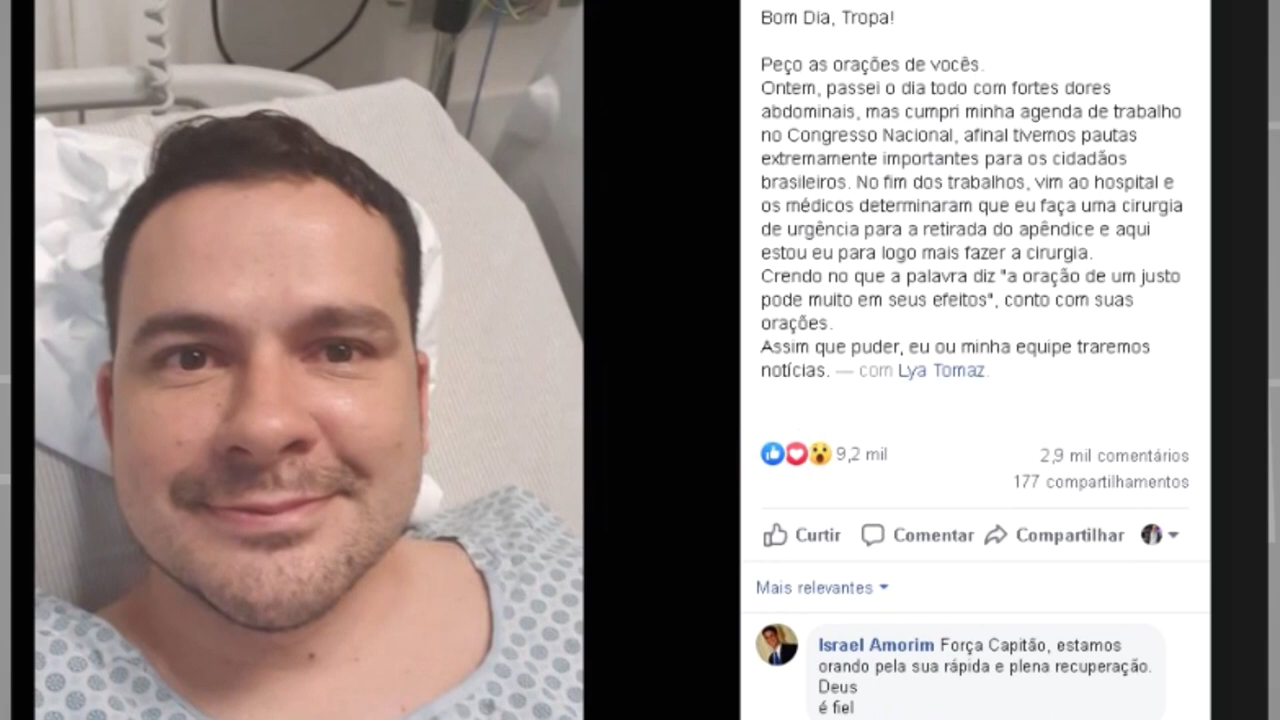 Bom Dia, Tropa!
Peço as orações de vocês.
Ontem, passei o dia todo com fortes dores
abdominais, mas cumpri minha agenda de trabalho
no Congresso Nacional, afinal tivemos pautas
extremamente importantes para os cidadãos
brasileiros. No fim dos trabalhos, vim ao hospital e
os médicos determinaram que eu faça uma cirurgia
de urgência para a retirada do apêndice e aqui
estou eu para logo mais fazer a cirurgia.
Crendo no que a palavra diz "a oração de um justo
pode muito em seus efeitos", conto com suas
orações.
Assim que puder, eu ou minha equipe traremos
notícias. — com Lya Tomaz.
9,2 mil
2,9 mil comentários
177 compartilhamentos
Curtir Comentar Compartilhar
Mais relevantes
Israel Amorim Força Capitão, estamos
orando pela sua rápida e plena recuperação.
Deus
é fiel